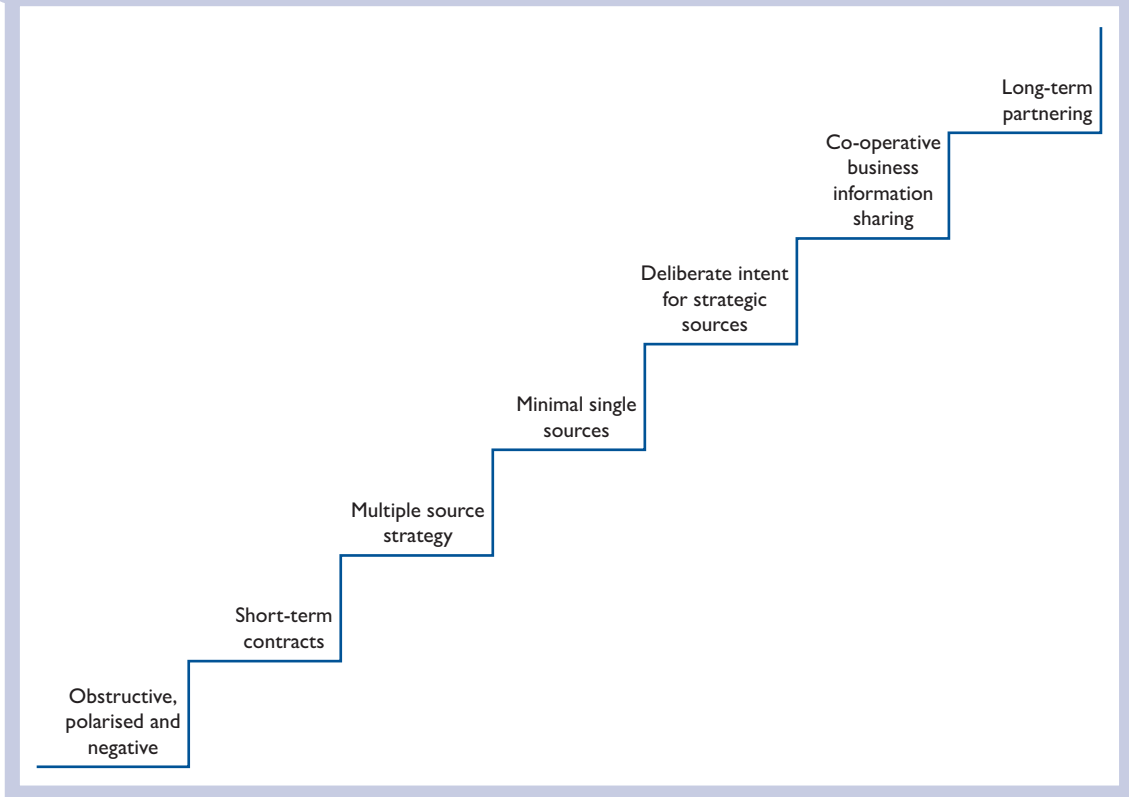 Long-term
partnering
Co-operative
business
information
sharing
Deliberate intent
for strategic
sources
Minimal single
sources
Multiple source
strategy
Short-term
contracts
Obstructive,
polarised and
negative